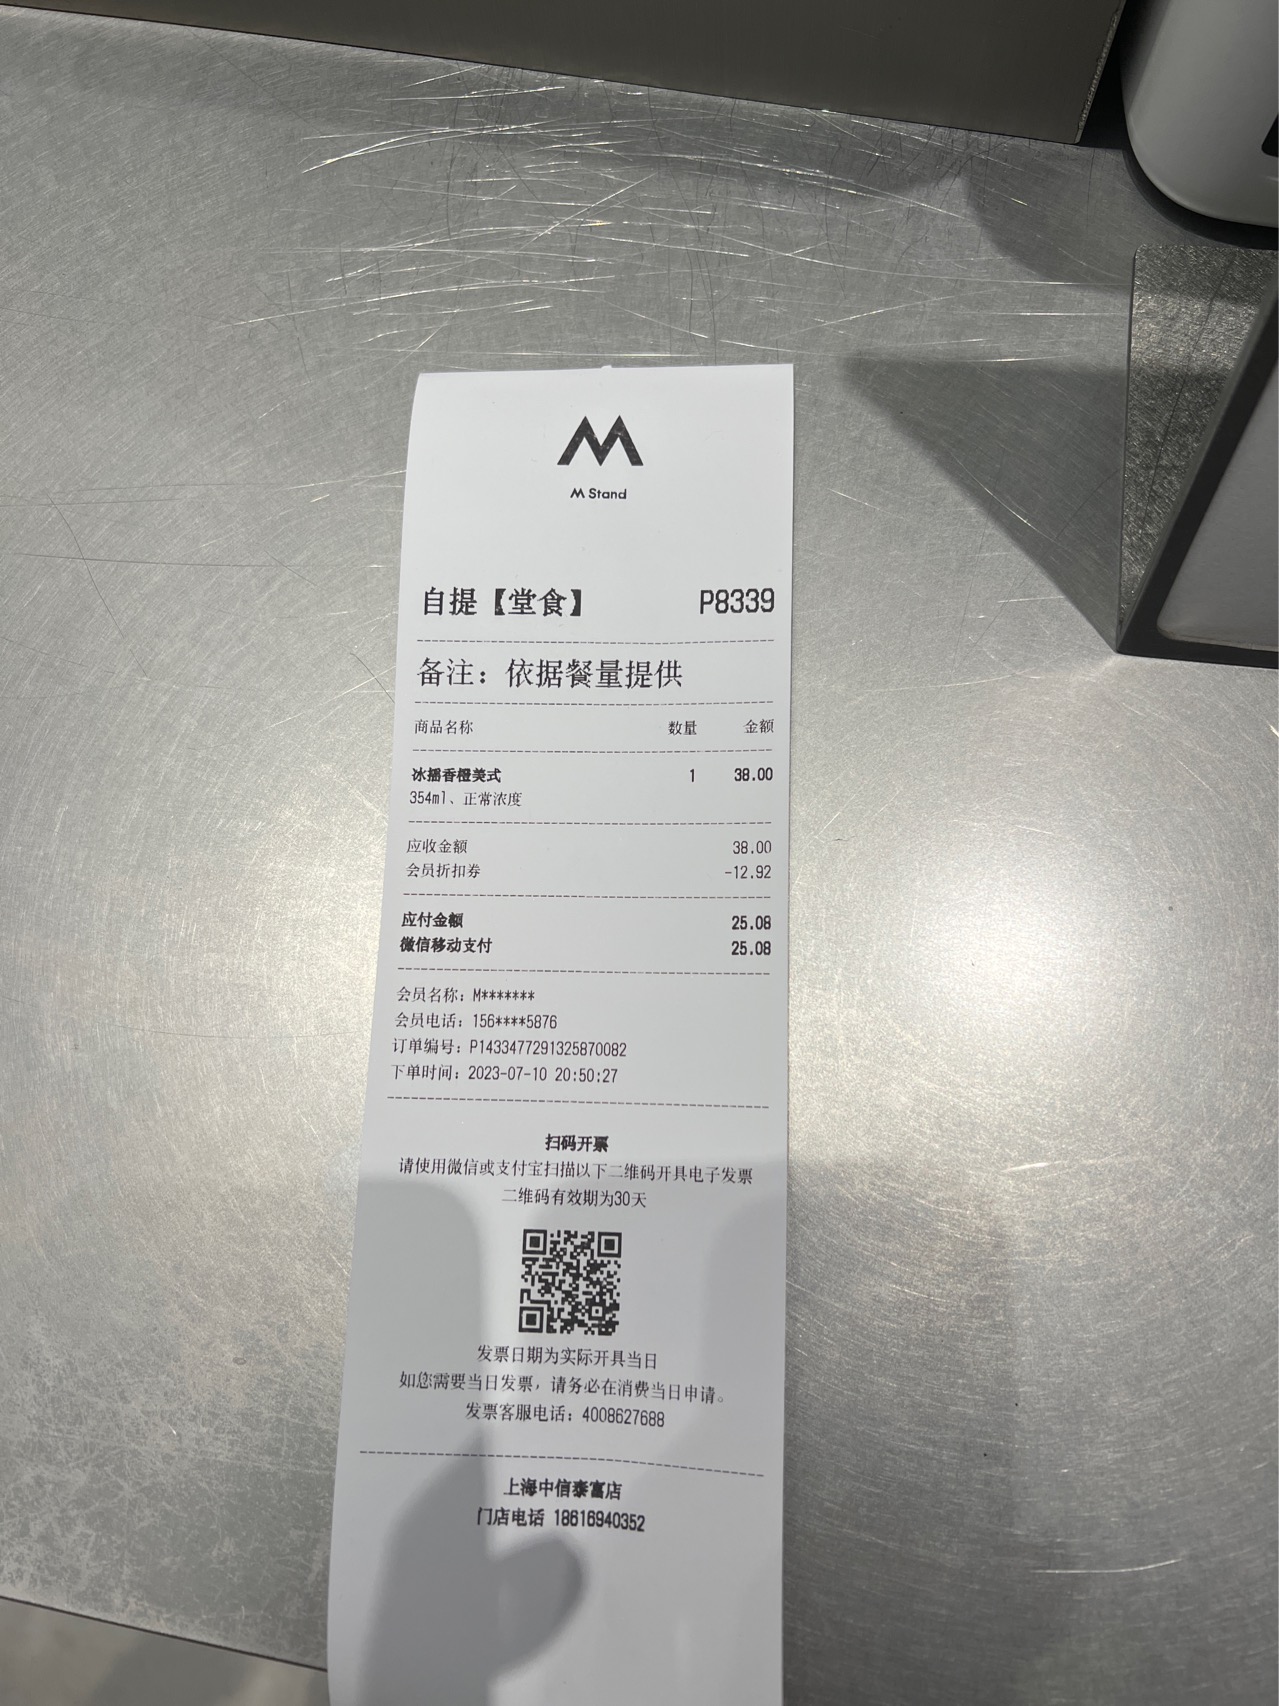 M Stand
自提【堂食】 P8339
备注：依据餐量提供
商品名称 数量 金额
冰摇香橙美式 1 38.00
354ml、正常浓度
应收金额 38.00
会员折扣券 -12.92
应付金额 25.08
微信移动支付 25.08
会员名称：M*******
会员电话：156****5876
订单编号：P1433477291325870082
下单时间：2023-07-10 20:50:27
扫码开票
请使用微信或支付宝扫描以下二维码开具电子发票
二维码有效期为30天
发票日期为实际开具当日
如您需要当日发票，请务必在消费当日申请。
发票客服电话：4008627688
上海中信泰富店
门店电话 18616940352